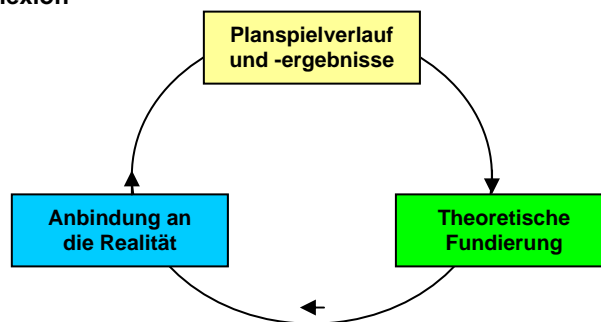 Planspielverlauf
und -ergebnisse
Anbindung an
die Realität
Theoretische
Fundierung